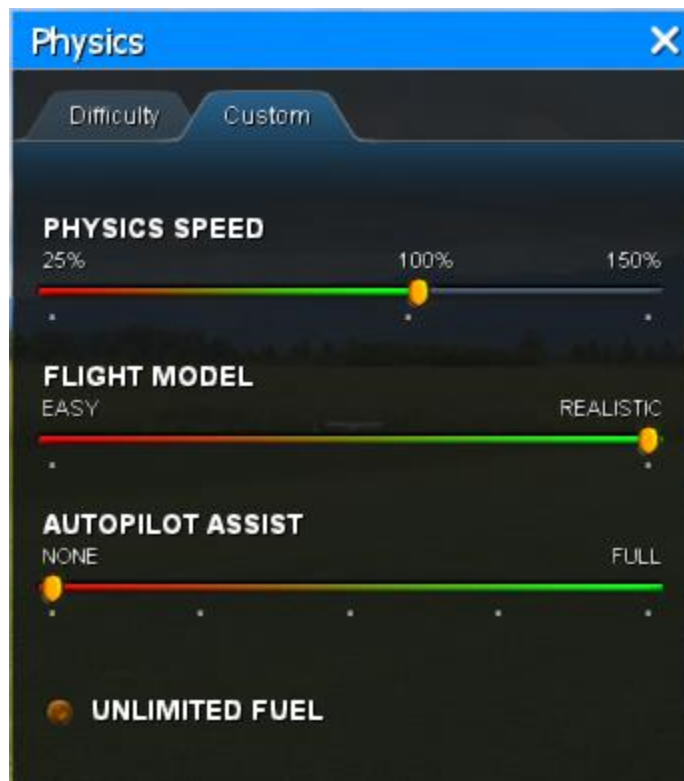 Physics
Difficulty Custom
PHYSICS SPEED
25% 100% 150%
FLIGHT MODEL
EASY REALISTIC
AUTOPILOT ASSIST
NONE FULL
UNLIMITED FUEL